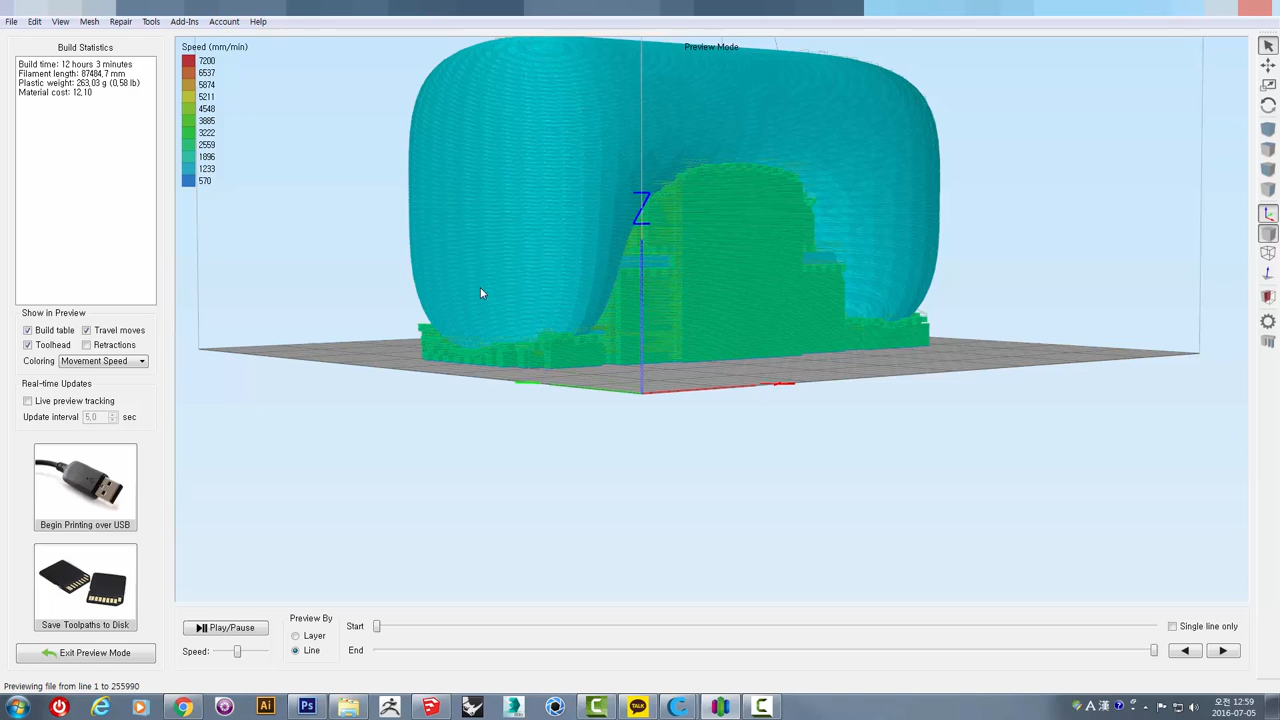 File Edit View Mesh Repair Tools Add-Ins Account Help
Build Statistics
Build time: 12 hours 3 minutes
Filament length: 87484,7 mm
Plastic weight: 263,03 g (0,58 lb)
Material cost: 12,10
Show in Preview
Build table Travel moves
Toolhead Retractions
Coloring Movement Speed
Real-time Updates
Live preview tracking
Update interval 5,0 sec
Begin Printing over USB
Save Toolpaths to Disk
Exit Preview Mode
Previewing file from line 1 to 255990
Speed (mm/min)
7200
6537
5874
5211
4548
3885
3222
2559
1896
1233
570
Preview Mode
Z
Play/Pause
Speed:
Preview By
Layer
Line
Start
End
Single line only
Ai
Ps
TALK
A 漢
오전 12:59
2016-07-05